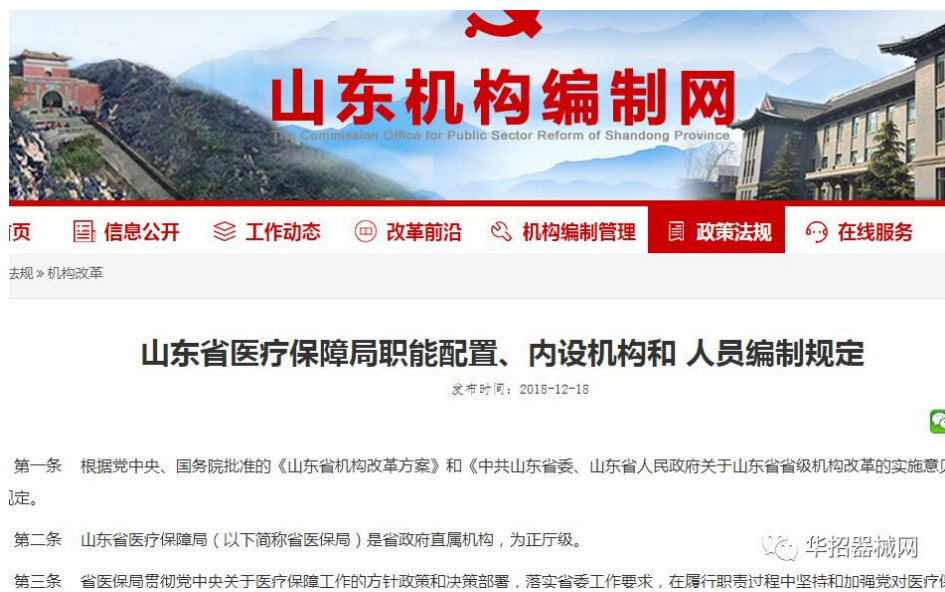 山东机构编制网
The Commission Office for Public Sector Reform of Shandong Province
首页 信息公开 工作动态 改革前沿 机构编制管理 政策法规 在线服务
法规 » 机构改革
山东省医疗保障局职能配置、内设机构和 人员编制规定
发布时间：2018-12-18
第一条 根据党中央、国务院批准的《山东省机构改革方案》和《中共山东省委、山东省人民政府关于山东省省级机构改革的实施意见
规定。
第二条 山东省医疗保障局（以下简称省医保局）是省政府直属机构，为正厅级。
华招器械网
第三条 省医保局贯彻党中央关于医疗保障工作的方针政策和决策部署，落实省委工作要求，在履行职责过程中坚持和加强党对医疗保